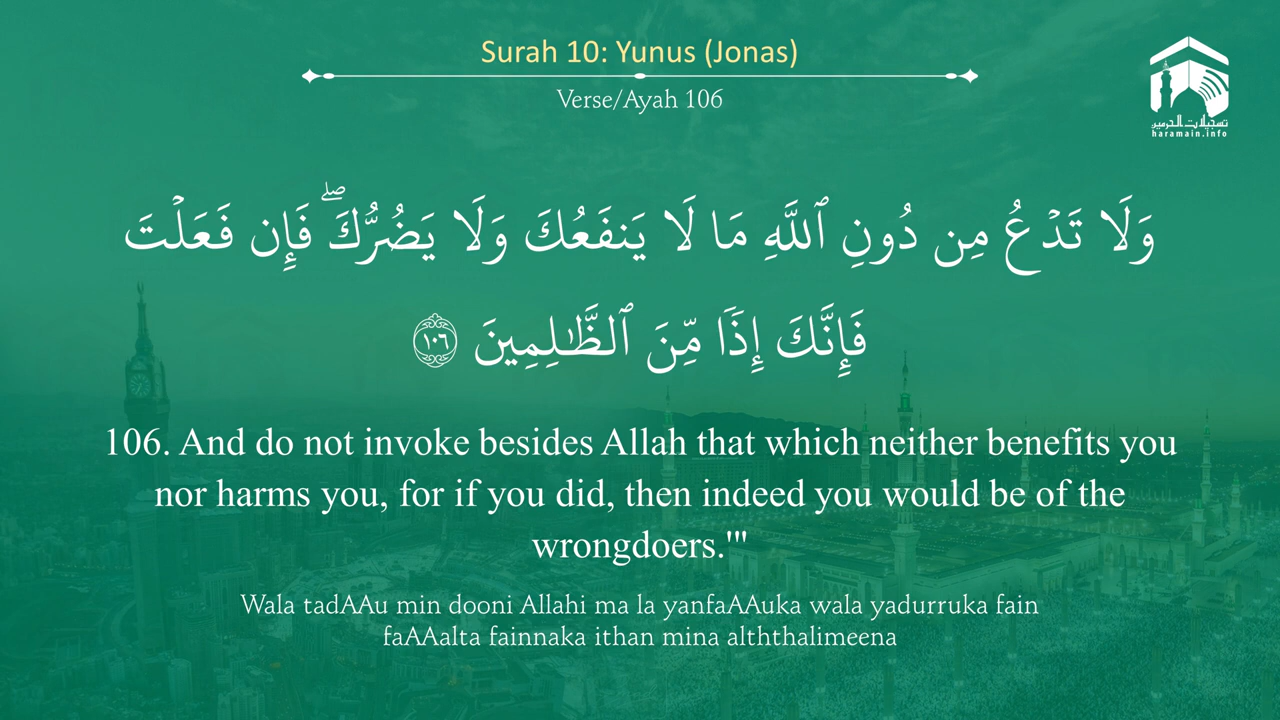 Surah 10: Yunus (Jonas)
Verse/Ayah 106
تسجيلات الحرمين
haramain.info
وَلَا تَدۡعُ مِن دُونِ ٱللَّهِ مَا لَا يَنفَعُكَ وَلَا يَضُرُّكَۖ فَإِن فَعَلۡتَ
فَإِنَّكَ إِذٗا مِّنَ ٱلظَّـٰلِمِينَ ١٠٦
106. And do not invoke besides Allah that which neither benefits you
nor harms you, for if you did, then indeed you would be of the
wrongdoers.'"
Wala tadAAu min dooni Allahi ma la yanfaAAuka wala yadurruka fain
faAAalta fainnaka ithan mina alththalimeena